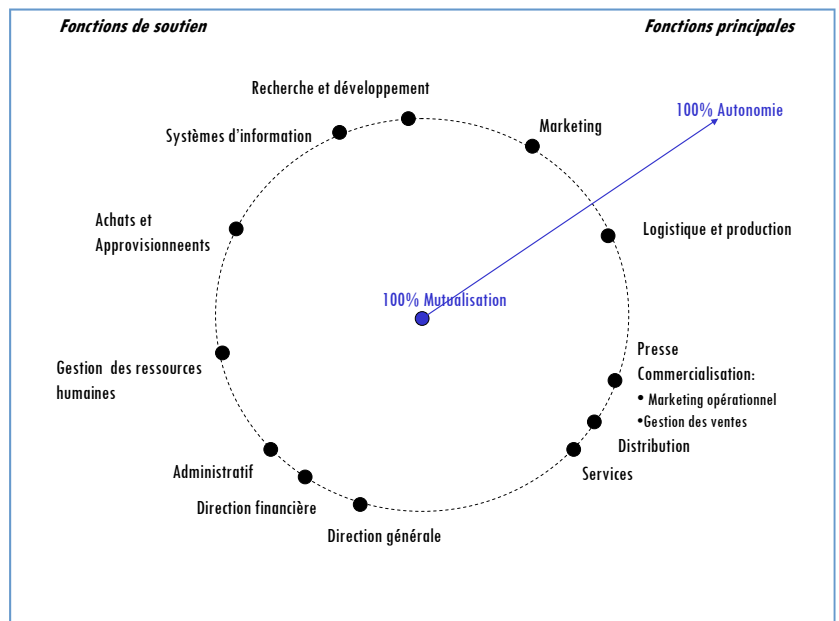 Fonctions de soutien
Fonctions principales
Recherche et développement
100% Autonomie
Systèmes d'information
Marketing
Achats et
Approvisionneents
Logistique et production
100% Mutualisation
Presse
Commercialisation:
• Marketing opérationnel
•Gestion des ventes
Gestion des ressources
humaines
Distribution
Administratif
Services
Direction financière
Direction générale